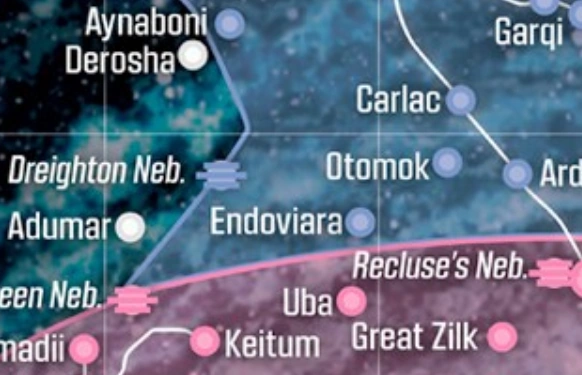 Aynaboni
Garqi
Derosha
Carlac
Otomok
Ard
Dreighton Neb.
Adumar
Endoviara
Recluse's Neb.
een Neb.
Uba
Great Zilk
madii
Keitum